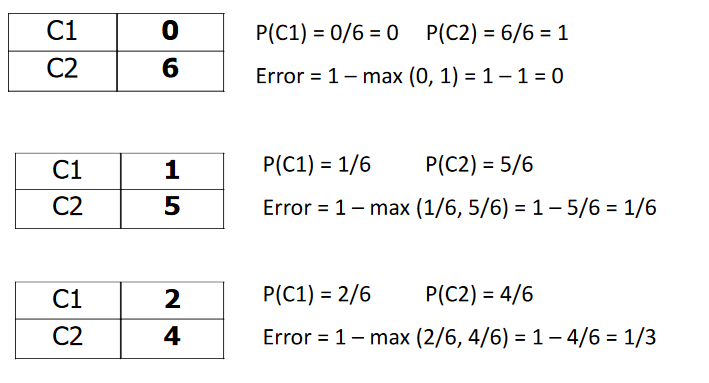 C1 0 P(C1) = 0/6 = 0 P(C2) = 6/6 = 1
C2 6
Error = 1 – max (0, 1) = 1 – 1 = 0
C1 1 P(C1) = 1/6 P(C2) = 5/6
C2 5 Error = 1 – max (1/6, 5/6) = 1 – 5/6 = 1/6
C1 2 P(C1) = 2/6 P(C2) = 4/6
C2 4 Error = 1 – max (2/6, 4/6) = 1 – 4/6 = 1/3